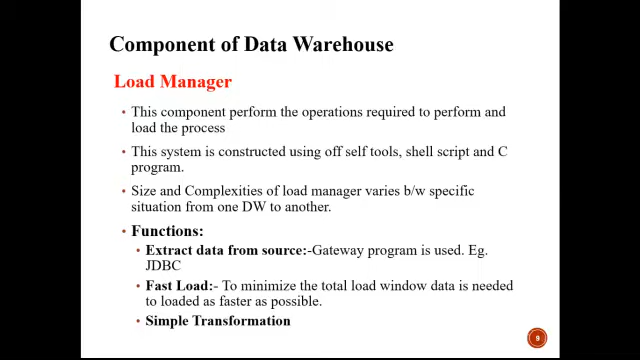 Component of Data Warehouse
Load Manager
• This component perform the operations required to perform and
load the process
• This system is constructed using off self tools, shell script and C
program.
• Size and Complexities of load manager varies b/w specific
situation from one DW to another.
• Functions:
• Extract data from source:-Gateway program is used. Eg.
JDBC
• Fast Load:- To minimize the total load window data is needed
to loaded as faster as possible.
• Simple Transformation
9